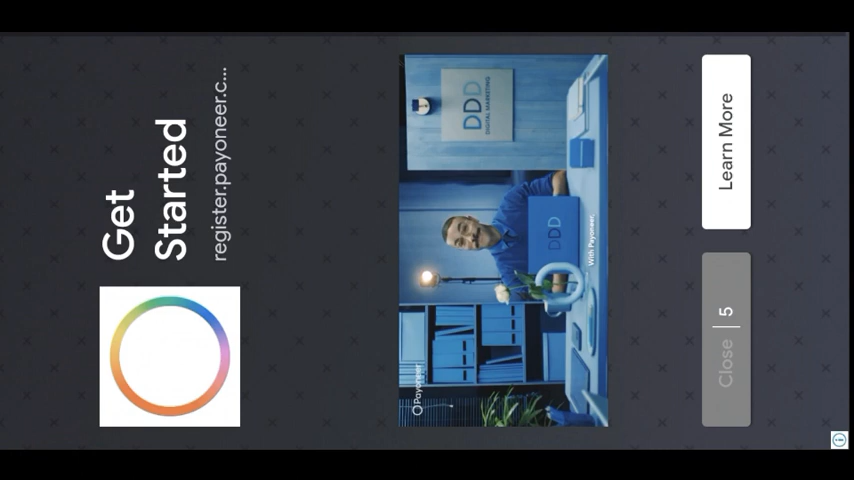 Get
Started
register.payoneer.c...
DDD
DIGITAL MARKETING
DDD
With Payoneer,
Payoneer
Close | 5
Learn More